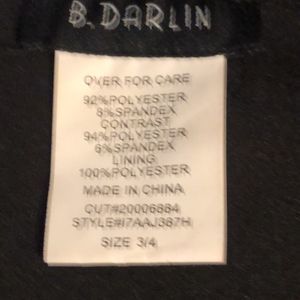 B. DARLIN
OVER FOR CARE
92%POLYESTER
8%SPANDEX
CONTRAST
94%POLYESTER
6%SPANDEX
LINING
100%POLYESTER
MADE IN CHINA
CUT#20006884
STYLE#I7AAJ387H
SIZE 3/4